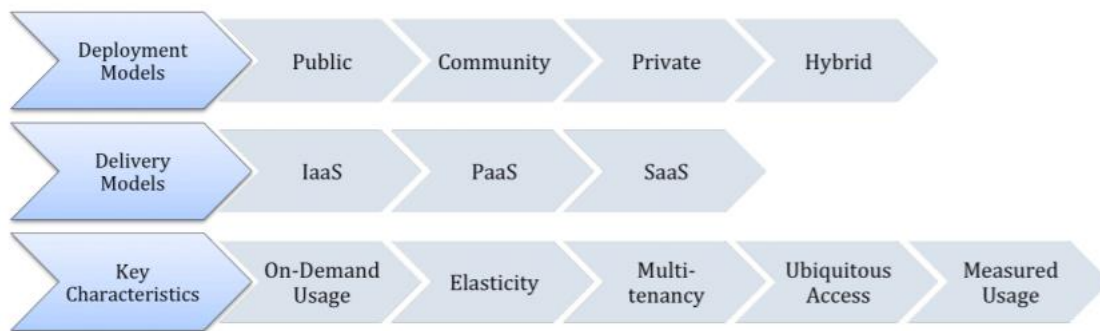 Deployment
Models
Public
Community
Private
Hybrid
Delivery
Models
IaaS
PaaS
SaaS
Key
Characteristics
On-Demand
Usage
Elasticity
Multi-
tenancy
Ubiquitous
Access
Measured
Usage